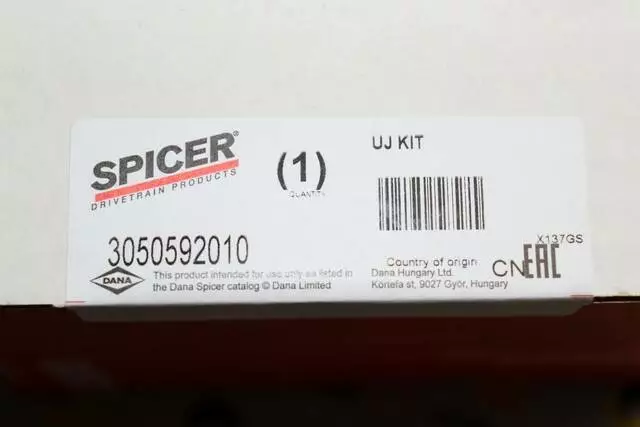 SPICER®
DRIVETRAIN PRODUCTS
(1)
QUANTITY
UJ KIT
X137GS
3050592010
DANA
This product intended for use only as listed in
the Dana Spicer catalog © Dana Limited
Country of origin CN
Dana Hungary Ltd.
Kőrisfa st, 9027 Győr, Hungary
EAC